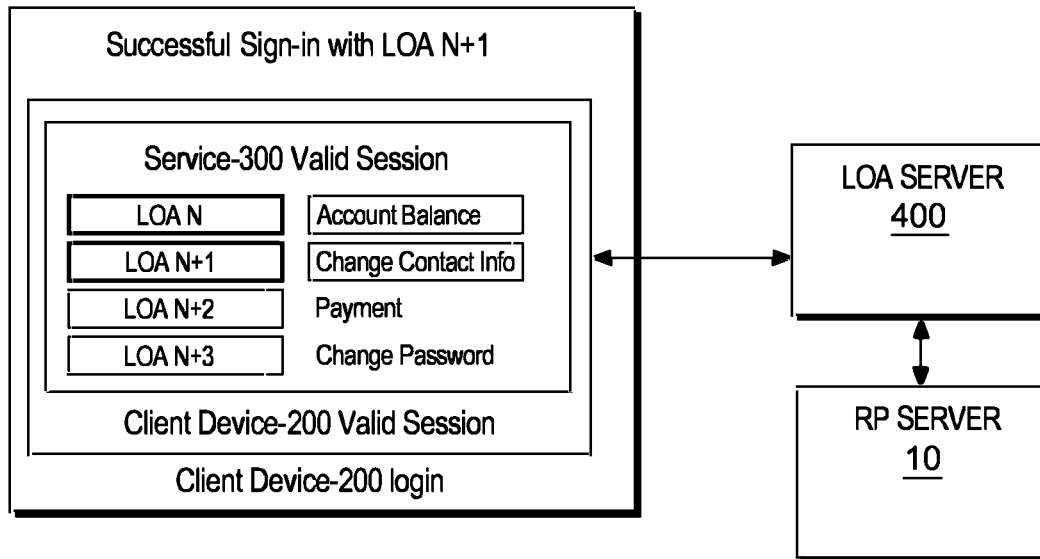 Successful Sign-in with LOA N+1
Service-300 Valid Session
LOA N
Account Balance
LOA N+1
Change Contact Info
LOA N+2
Payment
LOA N+3
Change Password
Client Device-200 Valid Session
Client Device-200 login
LOA SERVER
400
RP SERVER
10